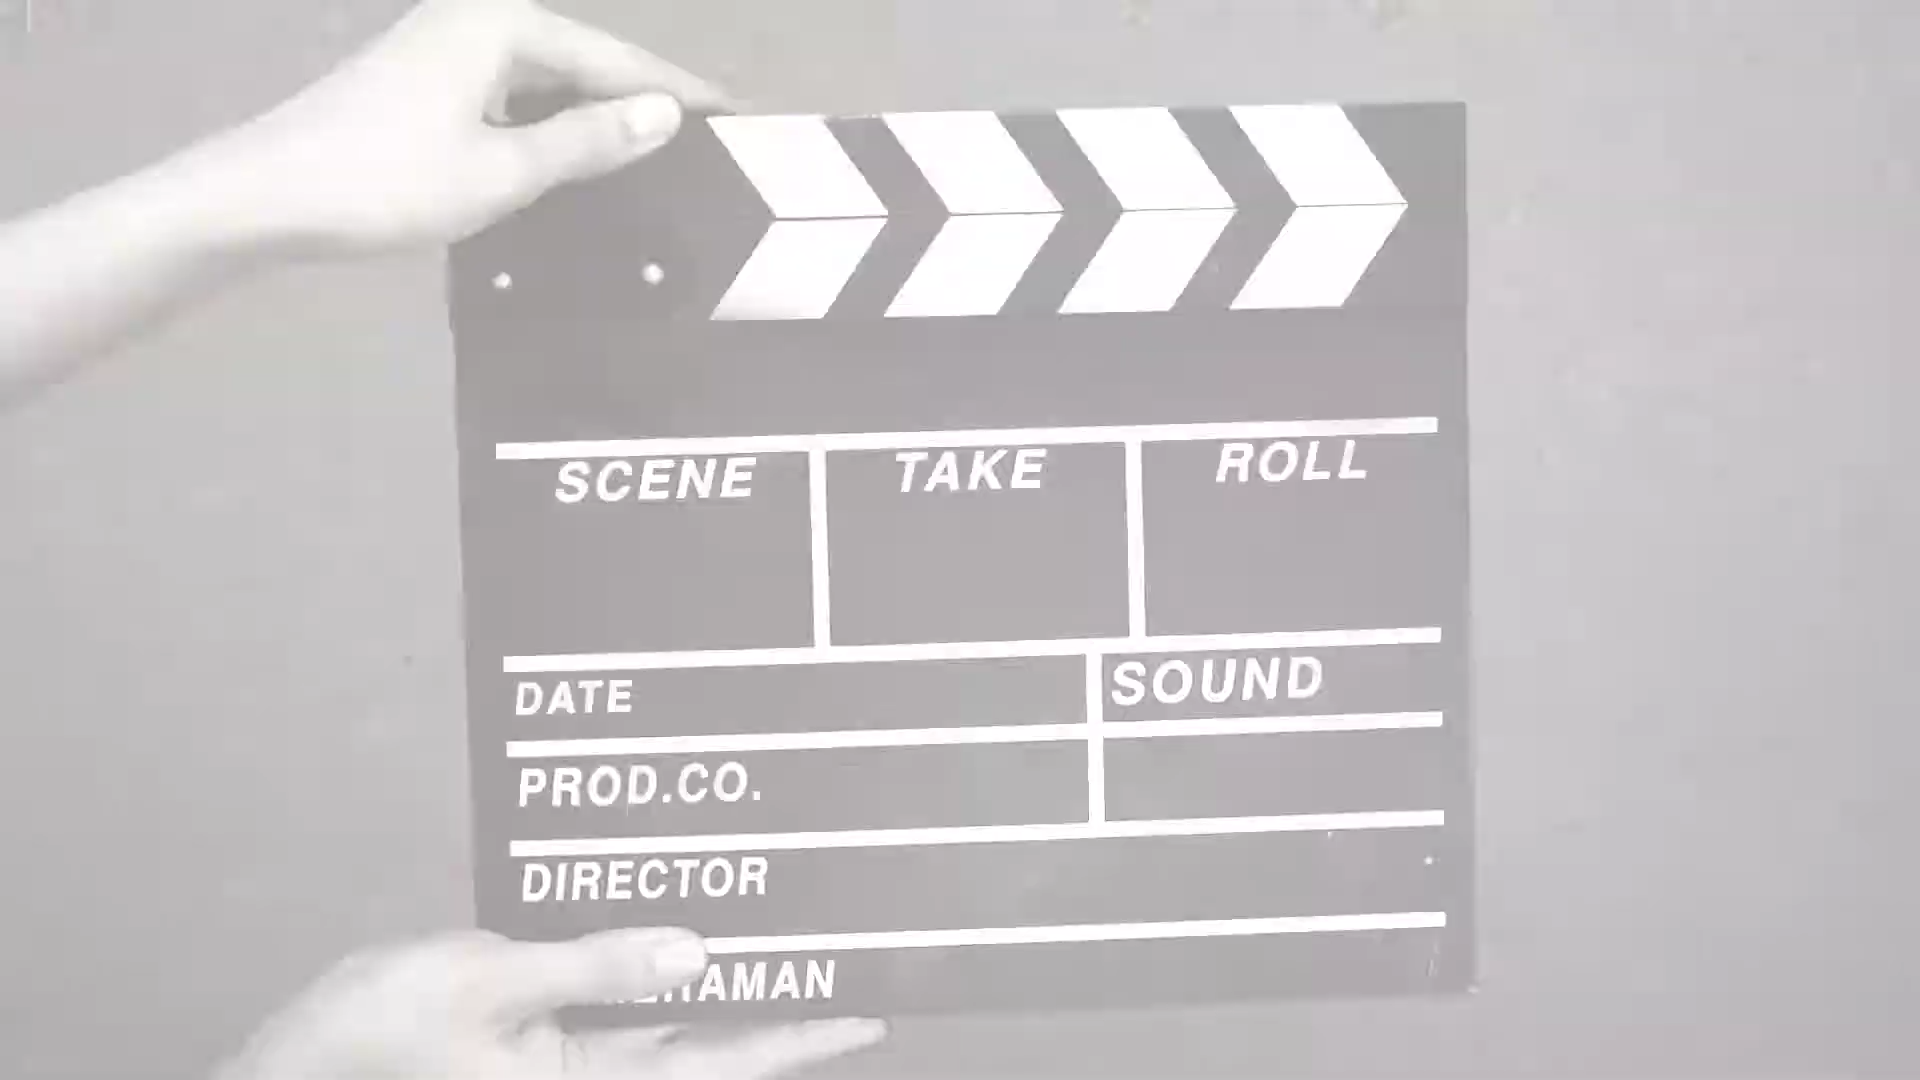 SCENE TAKE ROLL
DATE SOUND
PROD.CO.
DIRECTOR